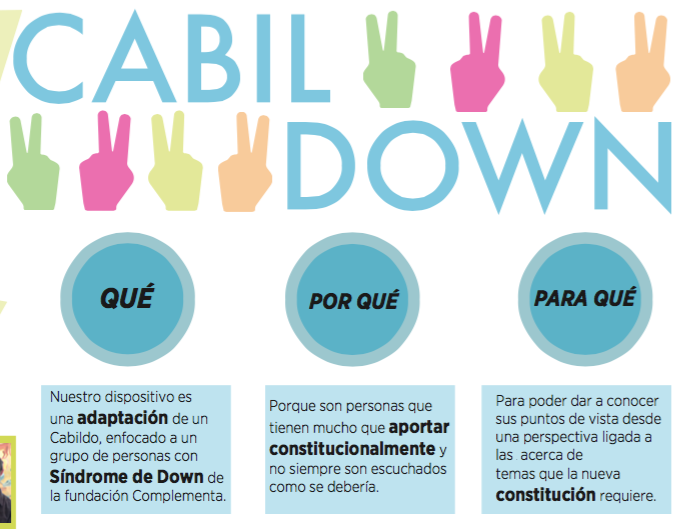 CABIL
DOWN
QUÉ
POR QUÉ
PARA QUÉ
Nuestro dispositivo es
una adaptación de un
Cabildo, enfocado a un
grupo de personas con
Síndrome de Down de
la fundación Complementa.
Porque son personas que
tienen mucho que aportar
constitucionalmente y
no siempre son escuchados
como se debería.
Para poder dar a conocer
sus puntos de vista desde
una perspectiva ligada a
las acerca de
temas que la nueva
constitución requiere.